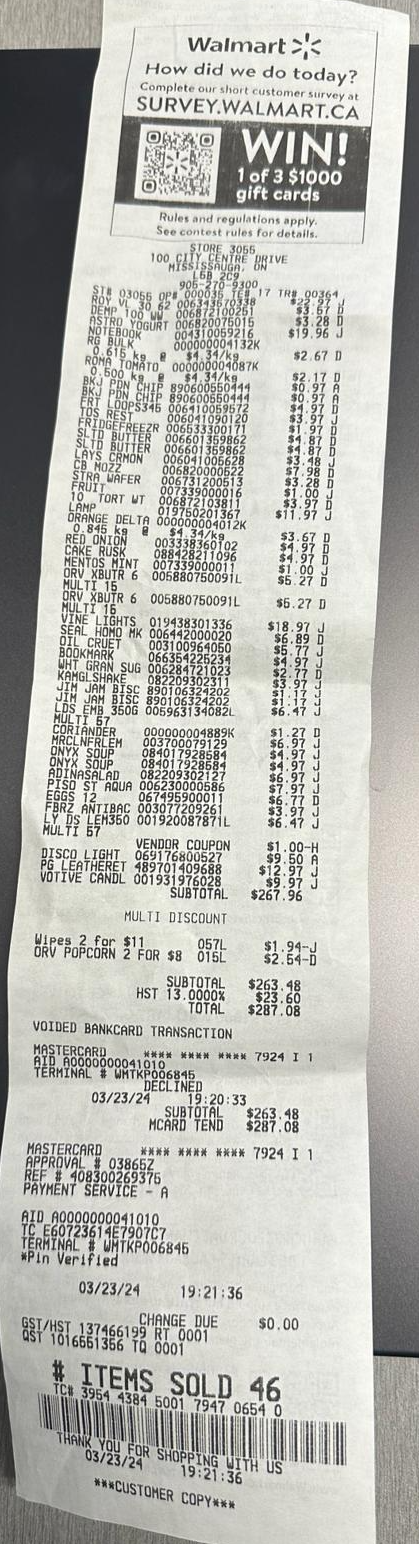 Walmart
How did we do today?
Complete our short customer survey at
SURVEY.WALMART.CA
WIN!
1 of 3 $1000
gift cards
Rules and regulations apply.
See contest rules for details.
STORE 3055
100 CITY CENTRE DRIVE
MISSISSAUGA, ON
L5B 2C9
905-270-9300
ST# 03055 OP# 000035 TE# 17 TR# 00364
ROY VL 30 62 006343570338 $22.97 J
DEMP 100 WW 006872100251 $3.67 D
ASTRO YOGURT 006820075015 $3.28 D
NOTEBOOK 004310059216 $19.96 J
RG BULK 000000004132K
0.615 kg @ $4.34/kg $2.67 D
ROMA TOMATO 000000004087K
0.500 kg @ $4.34/kg $2.17 D
BKJ PDN CHIP 890600550444 $0.97 A
BKJ PDN CHIP 890600550444 $0.97 A
FRT LOOPS345 006410059572 $4.97 D
TOS REST 006041090120 $3.97 J
FRIDGEFREEZR 006533300171 $1.97 D
SLTD BUTTER 006601359862 $4.87 D
SLTD BUTTER 006601359862 $4.87 D
LAYS CRMON 006041005628 $3.48 J
CB MOZZ 006820000522 $7.98 D
STRA WAFER 006731200513 $3.28 D
FRUIT 007339000016 $1.00 J
10 TORT WT 006872103811 $3.97 D
LAMP 019750201367 $11.97 J
ORANGE DELTA 000000004012K
0.845 kg @ $4.34/kg $3.67 D
RED ONION 003338360102 $4.97 D
CAKE RUSK 088428211096 $4.97 D
MENTOS MINT 007339000011 $1.00 J
ORV XBUTR 6 005880750091L $5.27 D
MULTI 15
ORV XBUTR 6 005880750091L $5.27 D
MULTI 15
VINE LIGHTS 019438301336 $18.97 J
SEAL HOMO MK 006442000020 $6.89 D
OIL CRUET 003100964050 $5.77 J
BOOKMARK 066354225234 $4.97 J
WHT GRAN SUG 006284721023 $2.77 D
KAMGLSHAKE 082209302311 $3.97 J
JIM JAM BISC 890106324202 $1.17 J
JIM JAM BISC 890106324202 $1.17 J
LDS EMB 350G 005963134082L $6.47 J
MULTI 57
CORIANDER 000000004889K $1.27 D
MRCLNFRLEM 003700079129 $6.97 J
ONYX SOUP 084017928584 $4.97 J
ONYX SOUP 084017928584 $4.97 J
ADINASALAD 082209302127 $6.97 J
PISO ST AQUA 006230000586 $7.97 J
EGGS 12 067495900011 $6.77 D
FBRZ ANTIBAC 003077209261 $3.97 J
LY DS LEM350 001920087871L $6.47 J
MULTI 57
VENDOR COUPON $1.00-H
DISCO LIGHT 069176800527 $9.50 A
PG LEATHERET 489701409688 $12.97 J
VOTIVE CANDL 001931976028 $9.97 J
SUBTOTAL $267.96
MULTI DISCOUNT
Wipes 2 for $11 057L $1.94-J
ORV POPCORN 2 FOR $8 015L $2.54-D
SUBTOTAL $263.48
HST 13.0000% $23.60
TOTAL $287.08
VOIDED BANKCARD TRANSACTION
MASTERCARD **** **** **** 7924 I 1
AID A0000000041010
TERMINAL # WMTKP006845
DECLINED
03/23/24 19:20:33
SUBTOTAL $263.48
MCARD TEND $287.08
MASTERCARD **** **** **** 7924 I 1
APPROVAL # 03865Z
REF # 408300269375
PAYMENT SERVICE - A
AID A0000000041010
TC E60723614E7907C7
TERMINAL # WMTKP006845
*Pin Verified
03/23/24 19:21:36
CHANGE DUE $0.00
GST/HST 137466199 RT 0001
QST 1016551356 TQ 0001
# ITEMS SOLD 46
TC# 3954 4384 5001 7947 0654 0
THANK YOU FOR SHOPPING WITH US
03/23/24 19:21:36
***CUSTOMER COPY***